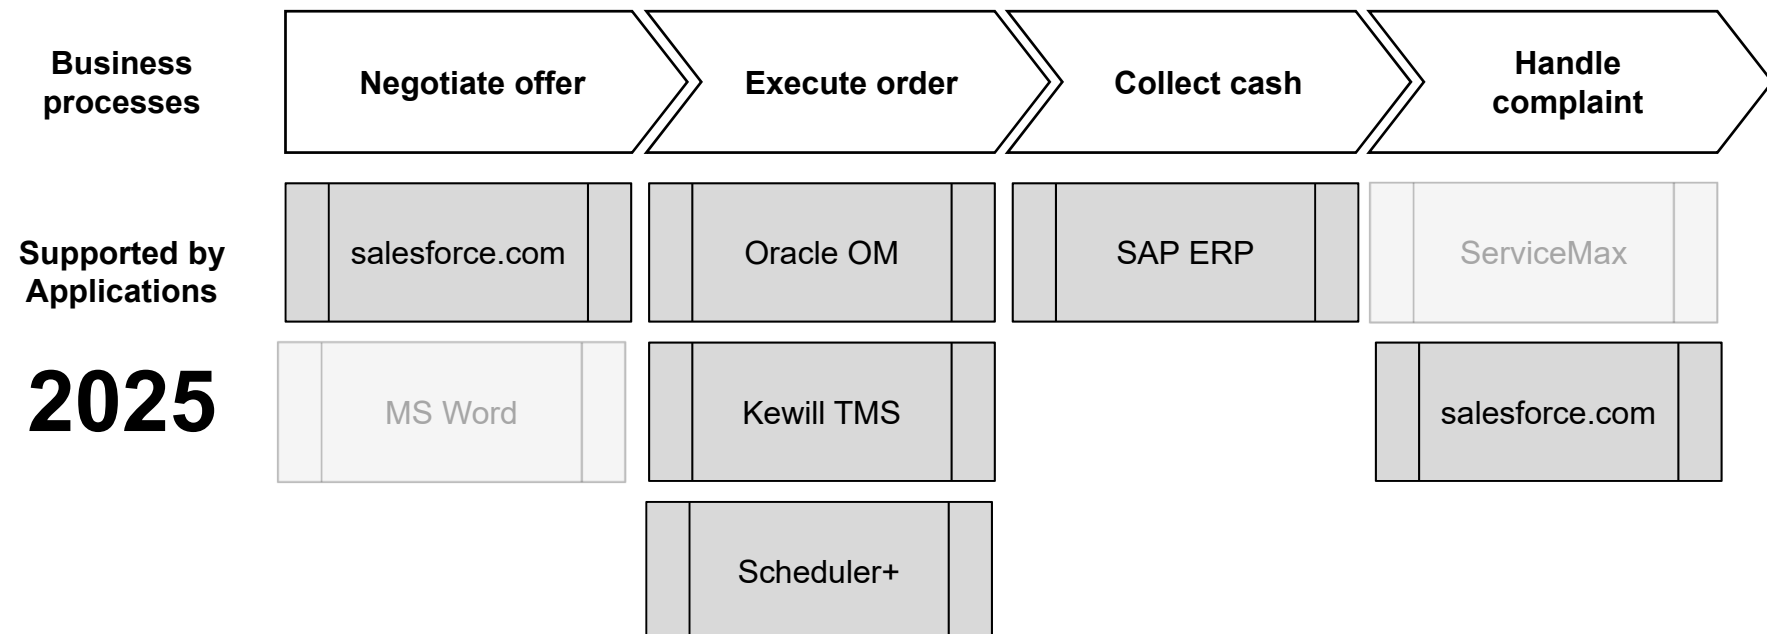 Business
processes
Negotiate offer
Execute order
Collect cash
Handle
complaint
Supported by
Applications
salesforce.com
Oracle OM
SAP ERP
ServiceMax
2025
MS Word
Kewill TMS
salesforce.com
Scheduler+